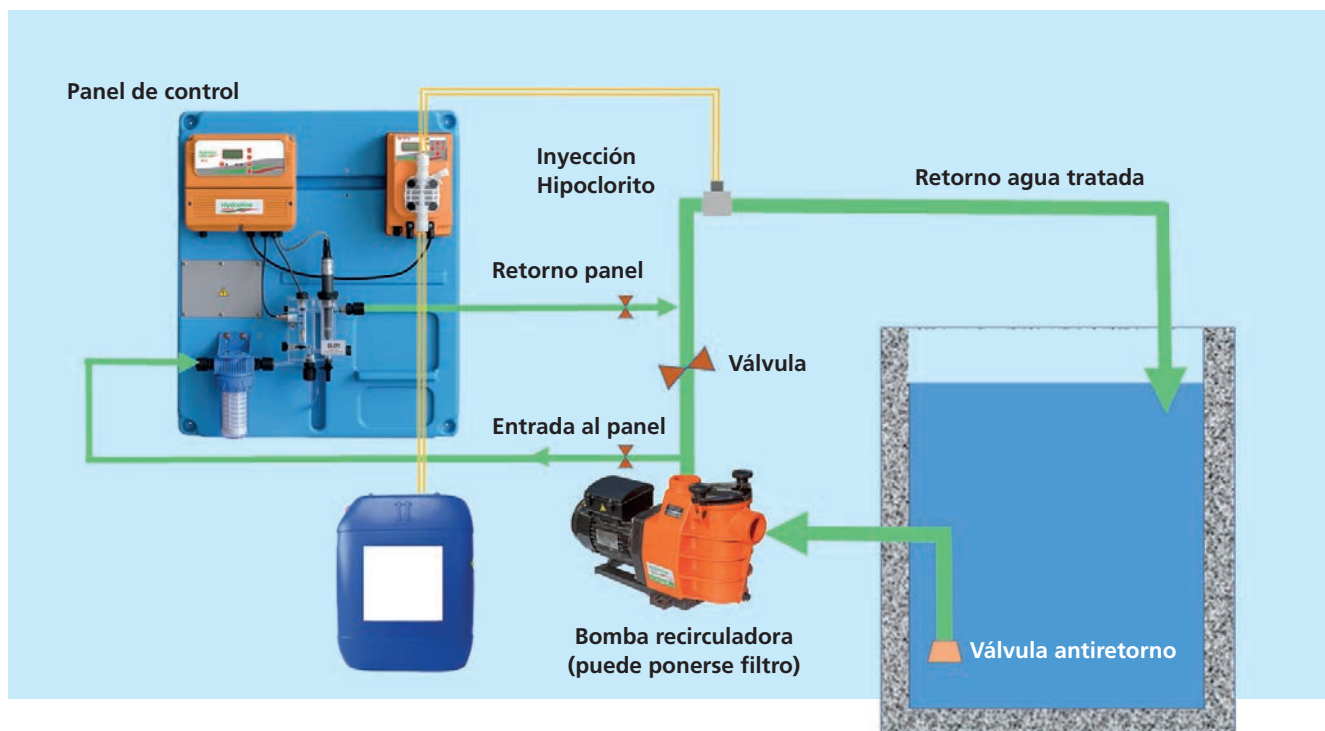 Panel de control
Hydroline
Inyección
Hipoclorito
Retorno agua tratada
Retorno panel
Válvula
Entrada al panel
Bomba recirculadora
(puede ponerse filtro)
Válvula antiretorno